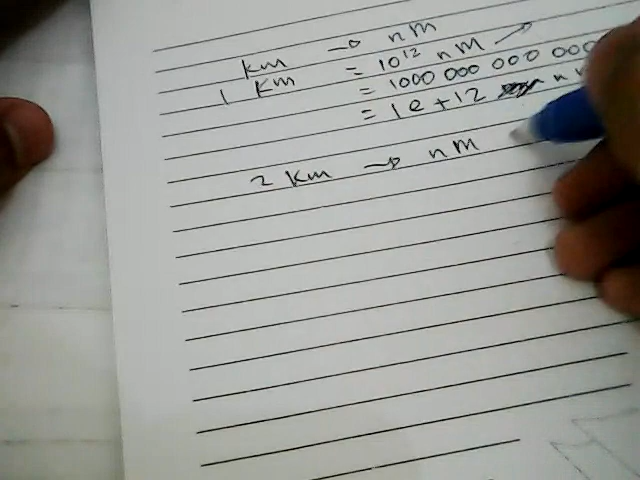 km → nm
1 km = 10¹² nm
= 1000 000 000 000
= 1e+12
2 km → nm